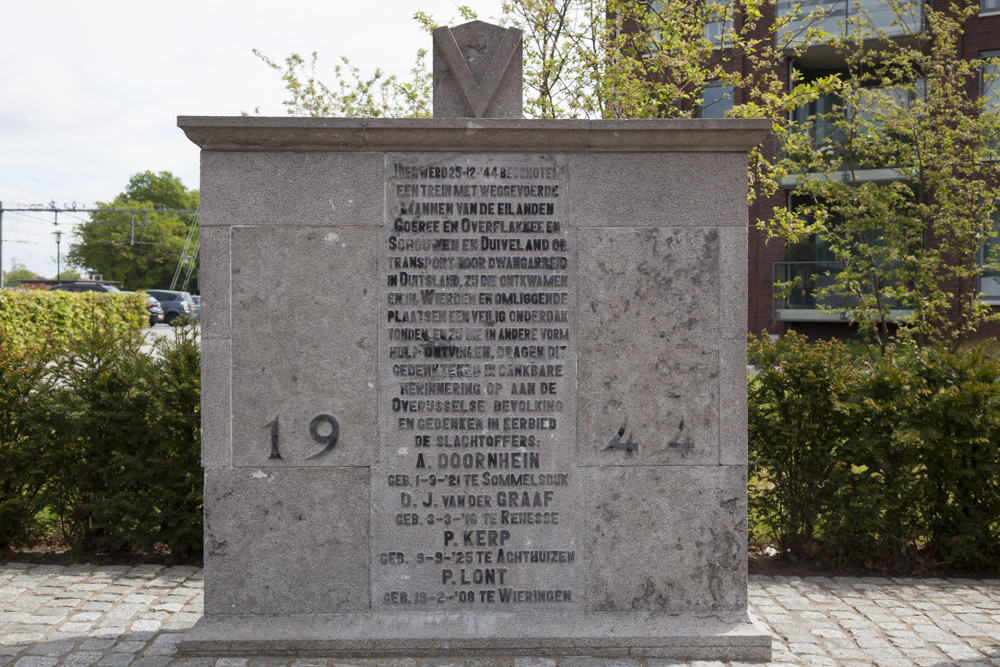 HIER WERD 25-12-'44 BESCHOTEN
EEN TREIN MET WEGGEVOERDE
MANNEN VAN DE EILANDEN
GOEREE EN OVERFLAKKEE EN
SCHOUWEN EN DUIVELAND OP
TRANSPORT VOOR DWANGARBEID
IN DUITSLAND. ZIJ DIE ONTKWAMEN
EN IN WIERDEN EN OMLIGGENDE
PLAATSEN EEN VEILIG ONDERDAK
VONDEN EN ZIJ DIE IN ANDERE VORM
HULP ONTVINGEN, DRAGEN DIT
GEDENKTEKEN IN DANKBARE
HERINNERING OP AAN DE
OVERIJSSELSE BEVOLKING
EN GEDENKEN IN EERBIED
DE SLACHTOFFERS:
A. DOORNHEIN
GEB. 1-9-'21 TE SOMMELSDIJK
D. J. VAN DER GRAAF
GEB. 3-3-'16 TE RENESSE
P. KERP
GEB. 9-9-'25 TE ACHTHUIZEN
P. LONT
GEB. 19-2-'08 TE WIERINGEN
19 44